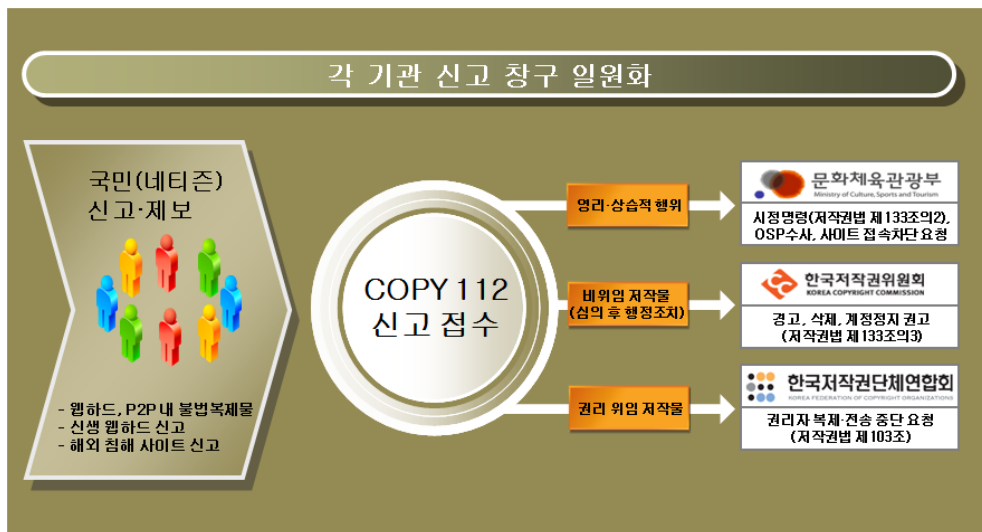 각 기관 신고 창구 일원화
국민(네티즌)
신고·제보
- 웹하드, P2P 내 불법복제물
- 신생 웹하드 신고
- 해외 침해 사이트 신고
COPY 112
신고 접수
영리·상습적 행위
문화체육관광부
Ministry of Culture, Sports and Tourism
시정명령(저작권법 제133조의2),
OSP수사, 사이트 접속차단 요청
비위임 저작물
(심의 후 행정조치)
한국저작권위원회
KOREA COPYRIGHT COMMISSION
경고, 삭제, 계정정지 권고
(저작권법 제133조의3)
권리 위임 저작물
한국저작권단체연합회
KOREA FEDERATION OF COPYRIGHT ORGANIZATIONS
권리자 복제·전송 중단 요청
(저작권법 제103조)